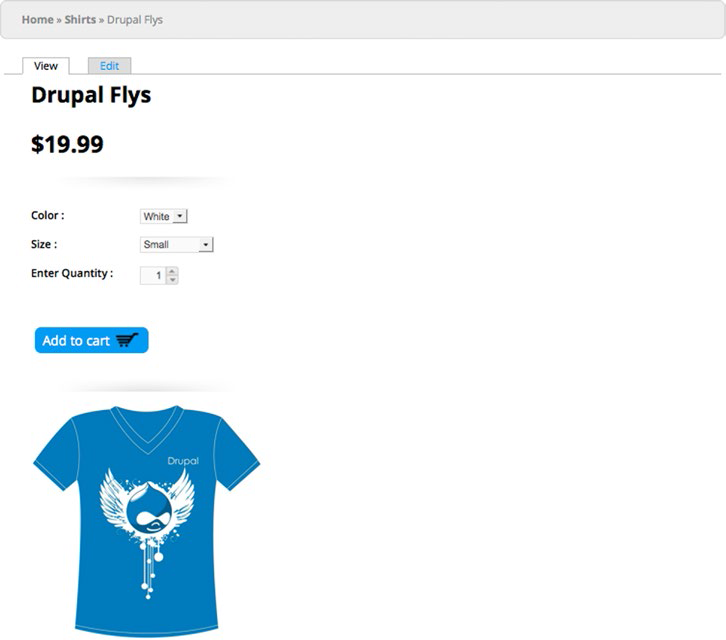 Home » Shirts » Drupal Flys
View Edit
Drupal Flys
$19.99
Color : White
Size : Small
Enter Quantity : 1
Add to cart
Drupal